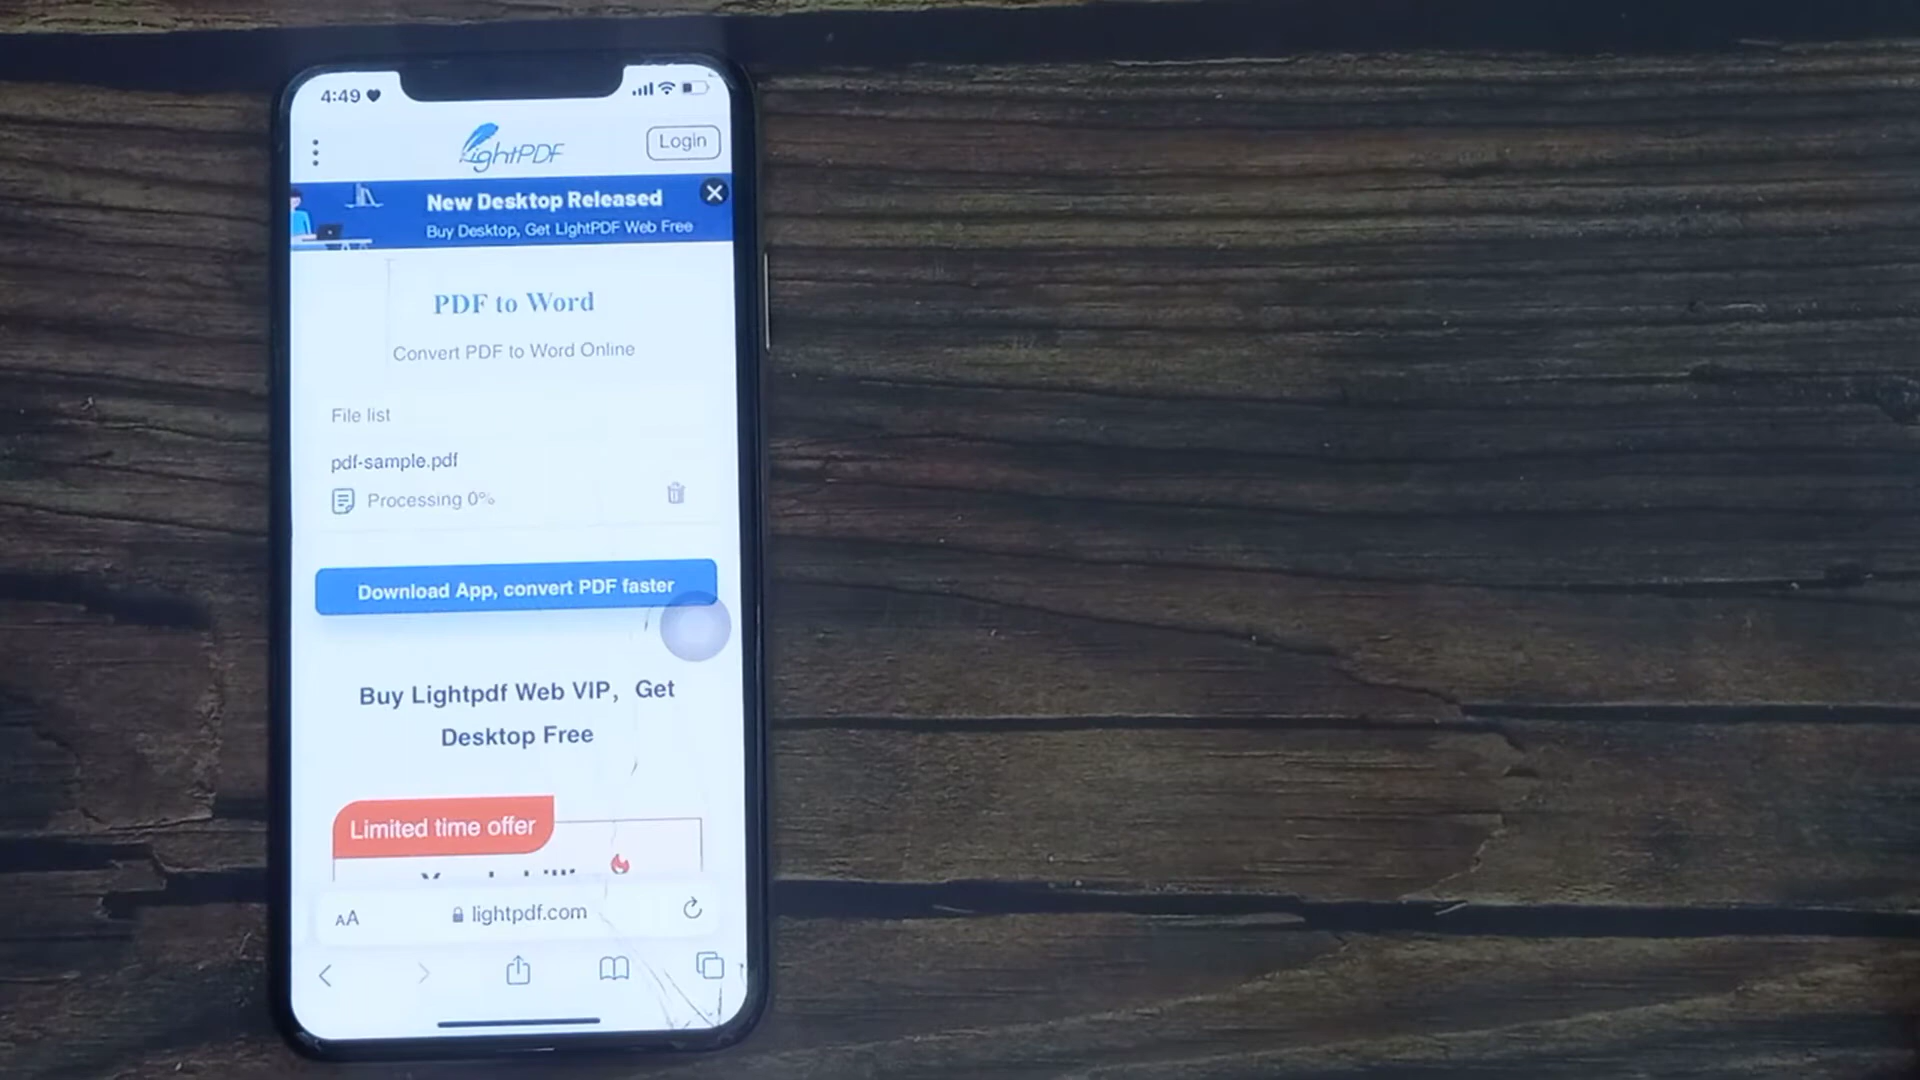 4:49
LightPDF
Login
New Desktop Released
Buy Desktop, Get LightPDF Web Free
PDF to Word
Convert PDF to Word Online
File list
pdf-sample.pdf
Processing 0%
Download App, convert PDF faster
Buy Lightpdf Web VIP, Get
Desktop Free
Limited time offer
AA
lightpdf.com